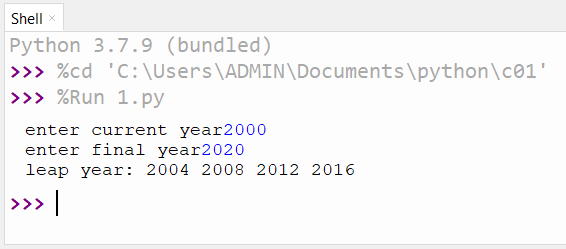 Shell ×
Python 3.7.9 (bundled)
>>> %cd 'C:\Users\ADMIN\Documents\python\c01'
>>> %Run 1.py
enter current year2000
enter final year2020
leap year: 2004 2008 2012 2016
>>>